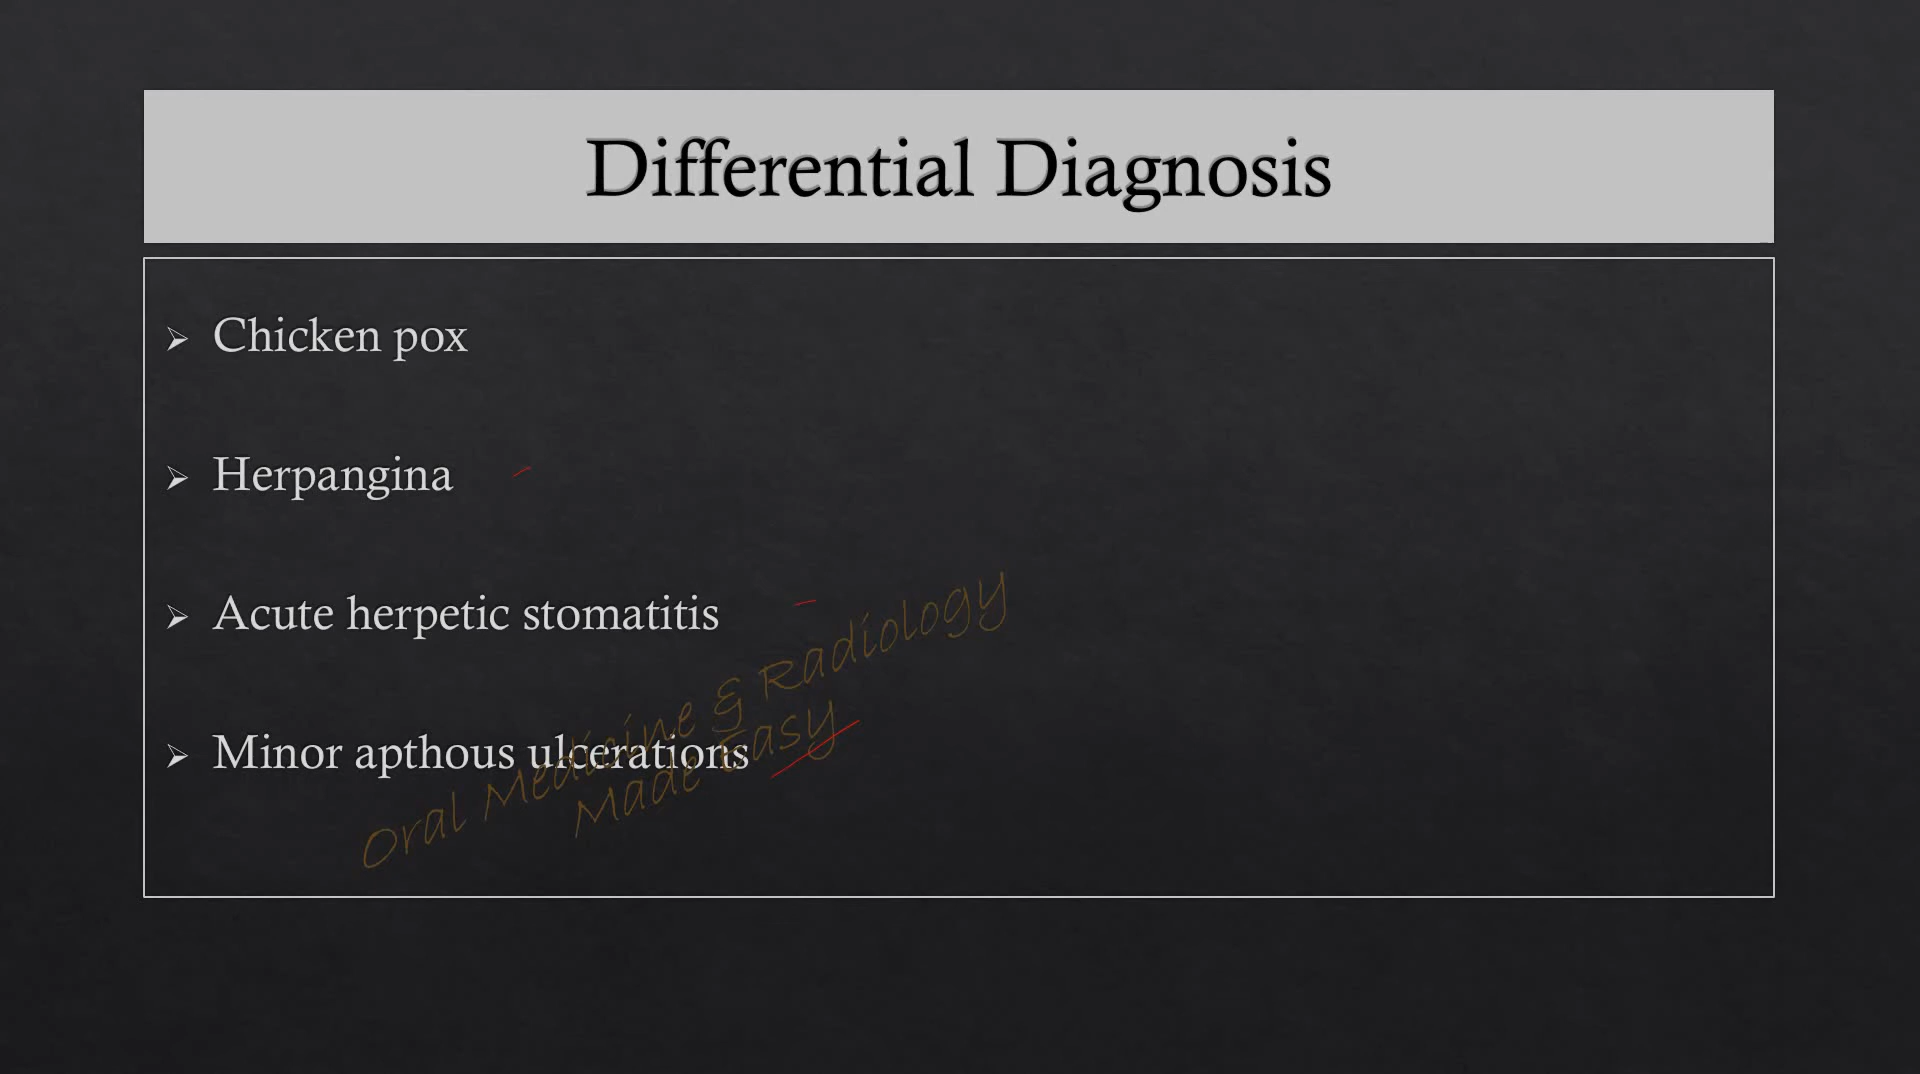 Differential Diagnosis
Chicken pox
Herpangina
Acute herpetic stomatitis
Minor apthous ulcerations
Oral Medicine & Radiology
Made Easy